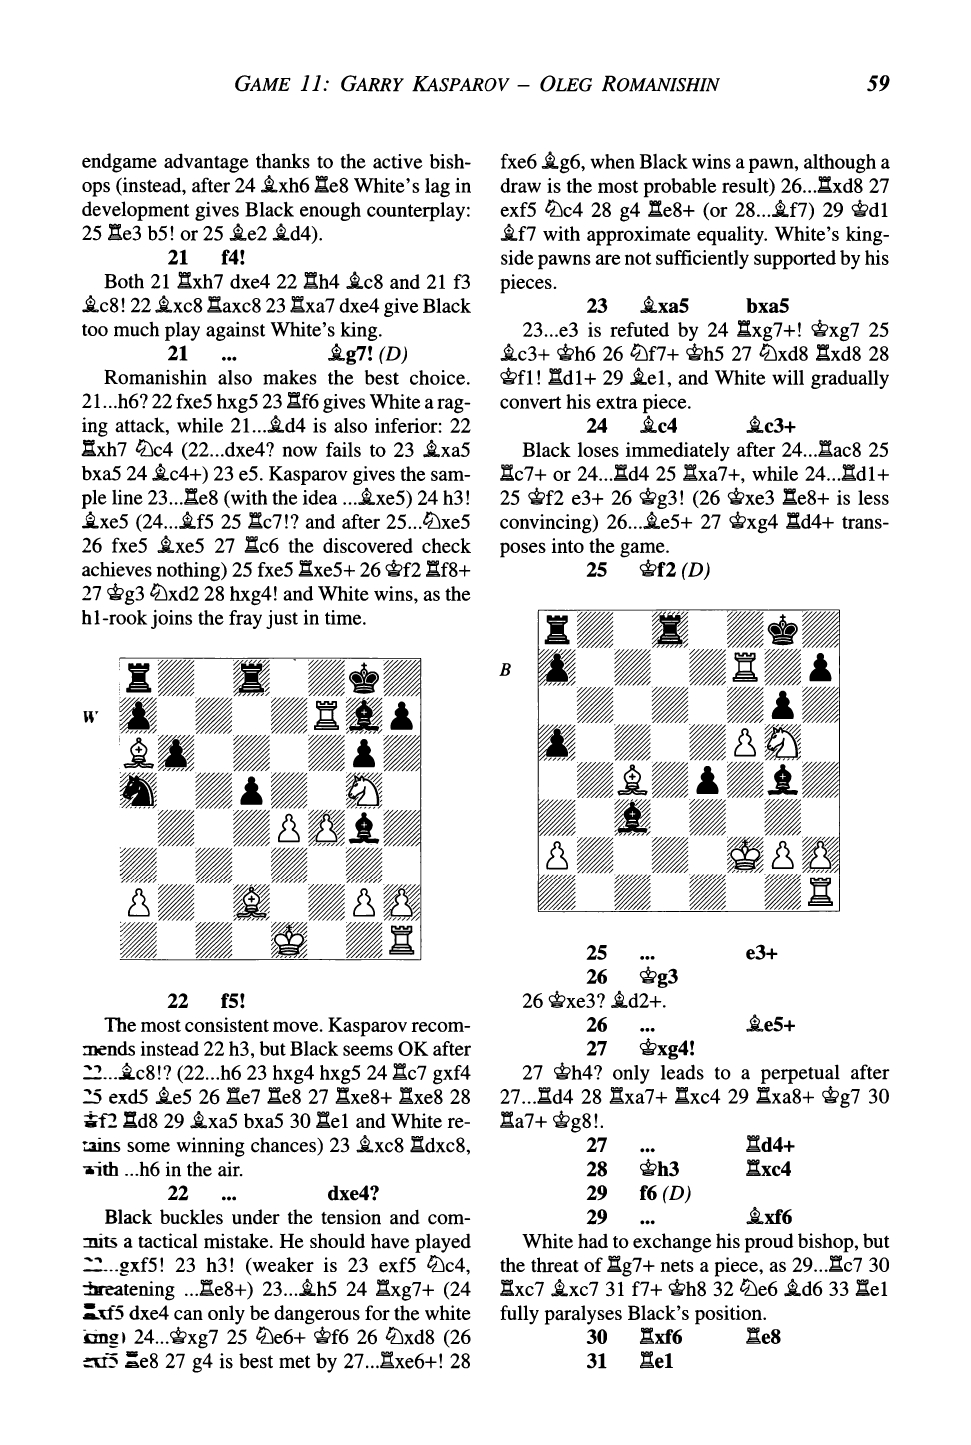 GAME 11: GARRY KASPAROV – OLEG ROMANISHIN 59
endgame advantage thanks to the active bish-
ops (instead, after 24 ♗xh6 ♖e8 White's lag in
development gives Black enough counterplay:
25 ♖e3 b5! or 25 ♗e2 ♗d4).
21 f4!
Both 21 ♖xh7 dxe4 22 ♖h4 ♗c8 and 21 f3
♗c8! 22 ♗xc8 ♖axc8 23 ♖xa7 dxe4 give Black
too much play against White's king.
21 ... ♗g7! (D)
Romanishin also makes the best choice.
21...h6? 22 fxe5 hxg5 23 ♖f6 gives White a rag-
ing attack, while 21...♗d4 is also inferior: 22
♖xh7 ♘c4 (22...dxe4? now fails to 23 ♗xa5
bxa5 24 ♗c4+) 23 e5. Kasparov gives the sam-
ple line 23...♖e8 (with the idea ...♗xe5) 24 h3!
♗xe5 (24...♗f5 25 ♖c7!? and after 25...♘xe5
26 fxe5 ♗xe5 27 ♖c6 the discovered check
achieves nothing) 25 fxe5 ♖xe5+ 26 ♔f2 ♖f8+
27 ♔g3 ♘xd2 28 hxg4! and White wins, as the
h1-rook joins the fray just in time.
W
22 f5!
The most consistent move. Kasparov recom-
mends instead 22 h3, but Black seems OK after
22...♗c8!? (22...h6 23 hxg4 hxg5 24 ♖c7 gxf4
25 exd5 ♗e5 26 ♖e7 ♖e8 27 ♖xe8+ ♖xe8 28
♔f2 ♖d8 29 ♗xa5 bxa5 30 ♖e1 and White re-
tains some winning chances) 23 ♗xc8 ♖dxc8,
with ...h6 in the air.
22 ... dxe4?
Black buckles under the tension and com-
mits a tactical mistake. He should have played
22...gxf5! 23 h3! (weaker is 23 exf5 ♘c4,
threatening ...♖e8+) 23...♗h5 24 ♖xg7+ (24
♖xf5 dxe4 can only be dangerous for the white
king) 24...♔xg7 25 ♘e6+ ♔f6 26 ♘xd8 (26
exf5 ♖e8 27 g4 is best met by 27...♖xe6+! 28
fxe6 ♗g6, when Black wins a pawn, although a
draw is the most probable result) 26...♖xd8 27
exf5 ♘c4 28 g4 ♖e8+ (or 28...♗f7) 29 ♔d1
♗f7 with approximate equality. White's king-
side pawns are not sufficiently supported by his
pieces.
23 ♗xa5 bxa5
23...e3 is refuted by 24 ♖xg7+! ♔xg7 25
♗c3+ ♔h6 26 ♘f7+ ♔h5 27 ♘xd8 ♖xd8 28
♔f1! ♖d1+ 29 ♗e1, and White will gradually
convert his extra piece.
24 ♗c4 ♗c3+
Black loses immediately after 24...♖ac8 25
♖c7+ or 24...♖d4 25 ♖xa7+, while 24...♖d1+
25 ♔f2 e3+ 26 ♔g3! (26 ♔xe3 ♖e8+ is less
convincing) 26...♗e5+ 27 ♔xg4 ♖d4+ trans-
poses into the game.
25 ♔f2 (D)
B
25 ... e3+
26 ♔g3
26 ♔xe3? ♗d2+.
26 ... ♗e5+
27 ♔xg4!
27 ♔h4? only leads to a perpetual after
27...♖d4 28 ♖xa7+ ♖xc4 29 ♖xa8+ ♔g7 30
♖a7+ ♔g8!.
27 ... ♖d4+
28 ♔h3 ♖xc4
29 f6 (D)
29 ... ♗xf6
White had to exchange his proud bishop, but
the threat of ♖g7+ nets a piece, as 29...♖c7 30
♖xc7 ♗xc7 31 f7+ ♔h8 32 ♘e6 ♗d6 33 ♖e1
fully paralyses Black's position.
30 ♖xf6 ♖e8
31 ♖e1